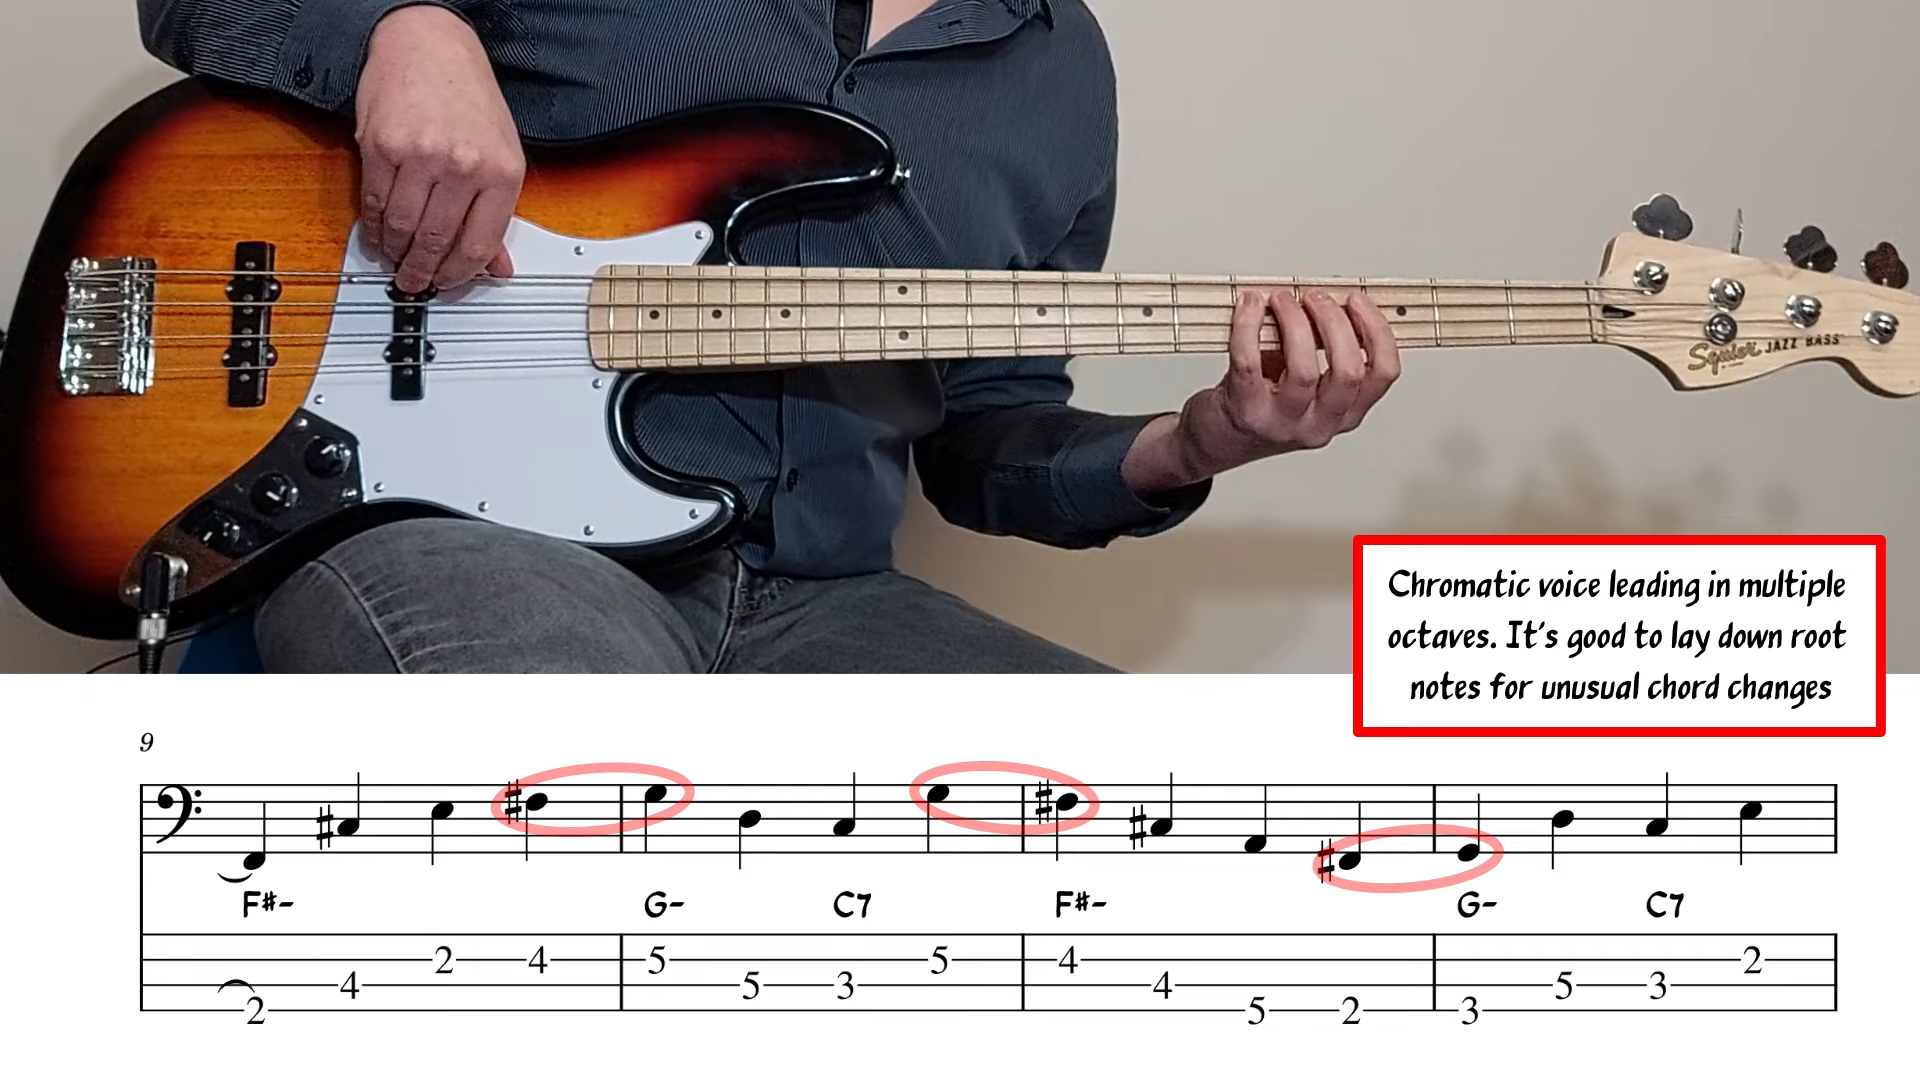 Squier JAZZ BASS
Chromatic voice leading in multiple
octaves. It's good to lay down root
notes for unusual chord changes
9
F#- G- C7 F#- G- C7
2 4 5 5 4 2
4 5 3 4 5 3
2 5 2 3